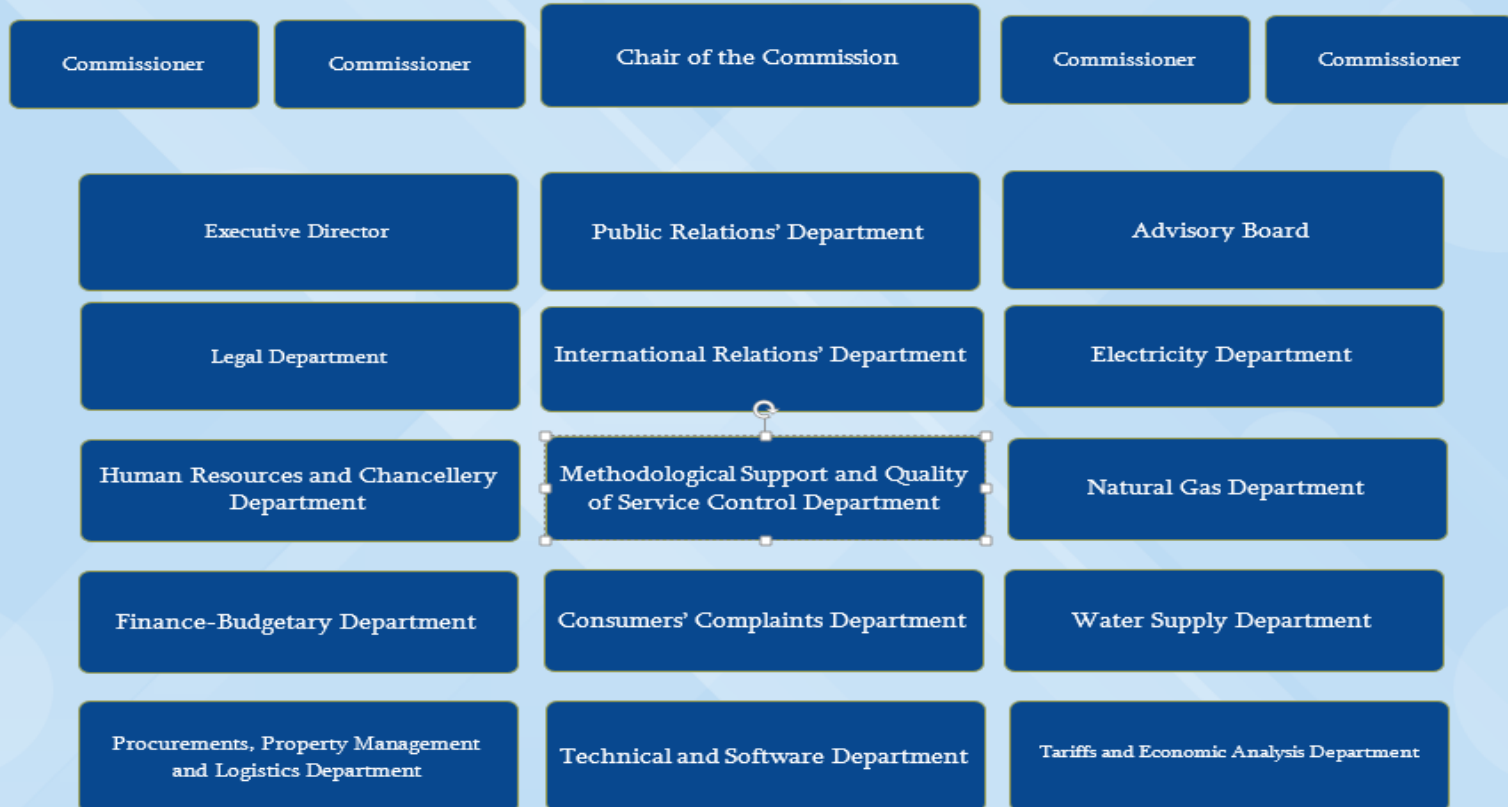 Commissioner
Commissioner
Chair of the Commission
Commissioner
Commissioner
Executive Director
Public Relations’ Department
Advisory Board
Legal Department
International Relations’ Department
Electricity Department
Human Resources and Chancellery
Department
Methodological Support and Quality
of Service Control Department
Natural Gas Department
Finance-Budgetary Department
Consumers’ Complaints Department
Water Supply Department
Procurements, Property Management
and Logistics Department
Technical and Software Department
Tariffs and Economic Analysis Department